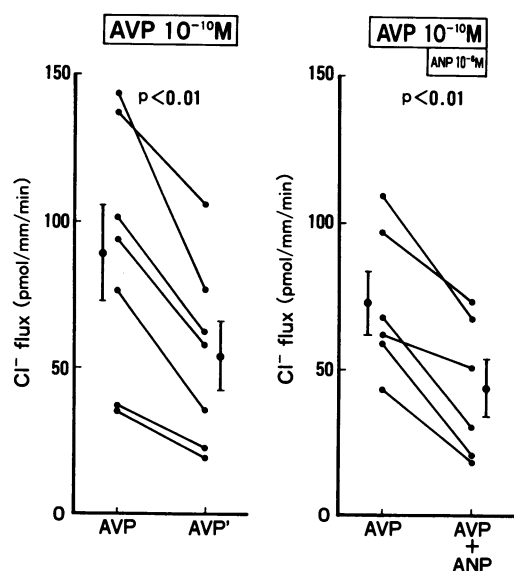 AVP 10⁻¹⁰M
p<0.01
Cl⁻ flux (pmol/mm/min)
150
100
50
0
AVP
AVP'
AVP 10⁻¹⁰M
ANP 10⁻⁸M
p<0.01
Cl⁻ flux (pmol/mm/min)
150
100
50
0
AVP
AVP
+
ANP